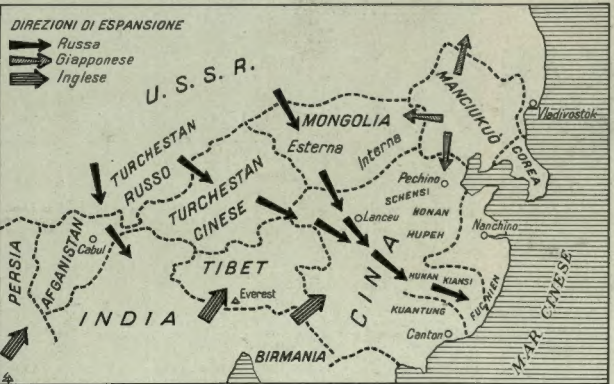 DIREZIONI DI ESPANSIONE
Russa
Giapponese
Inglese
U. S. S. R.
MANCIUKUÒ
Vladivostók
MONGOLIA
Esterna
Interna
COREA
TURCHESTAN
RUSSO
TURCHESTAN
CINESE
Pechino
SCHENSI
HONAN
HUPEH
Lanceu
Nanchino
AFGANISTAN
Cabul
PERSIA
TIBET
Everest
CINA
HUNAN
KIANSI
FUCHIEN
INDIA
KUANTUNG
Canton
BIRMANIA
MAR CINESE